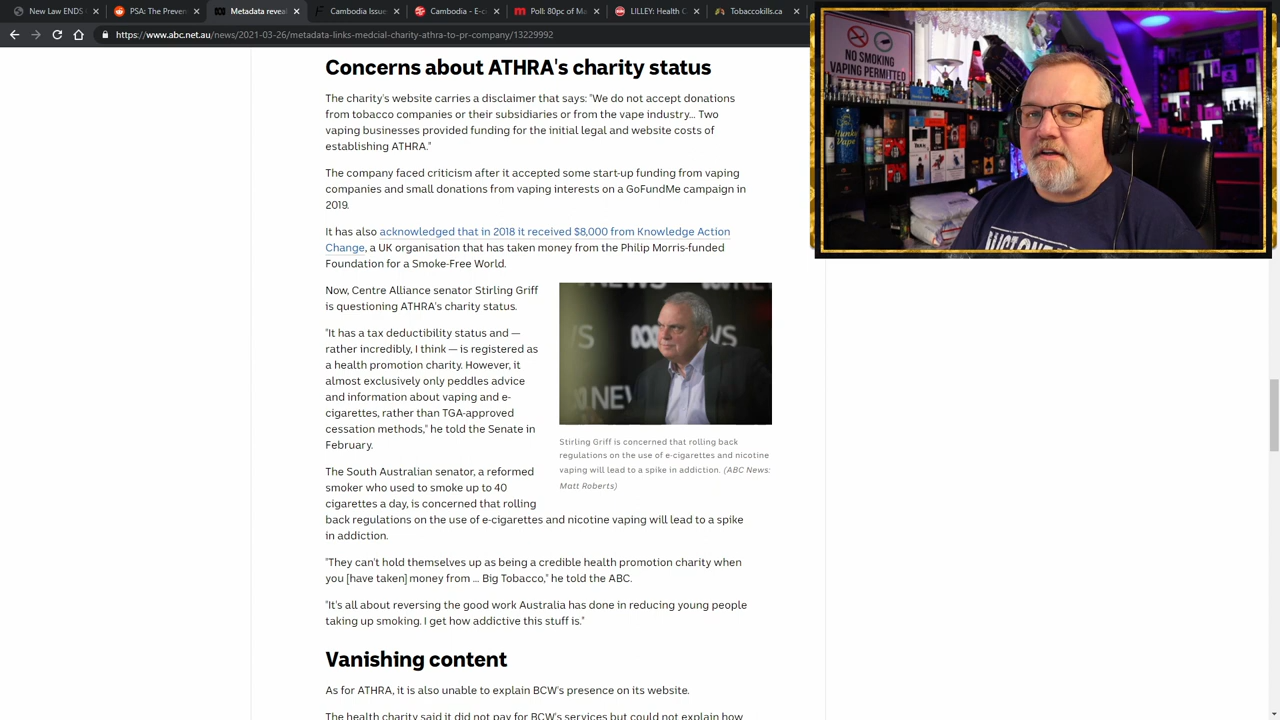 New Law ENDS
PSA: The Preven
Metadata reveal
Cambodia Issue
Cambodia - E-c
Poll: Bans of Ma
LILLEY: Health C
Tobaccokills.ca
https://www.abc.net.au/news/2021-03-26/metadata-links-medical-charity-athra-to-pr-company/13229992
NO SMOKING
VAPING PERMITTED
VAPE
Concerns about ATHRA's charity status
The charity's website carries a disclaimer that says: "We do not accept donations
from tobacco companies or their subsidiaries or from the vape industry... Two
vaping businesses provided funding for the initial legal and website costs of
establishing ATHRA."
The company faced criticism after it accepted some start-up funding from vaping
companies and small donations from vaping interests on a GoFundMe campaign in
2019.
It has also acknowledged that in 2018 it received $8,000 from Knowledge Action
Change, a UK organisation that has taken money from the Philip Morris-funded
Foundation for a Smoke-Free World.
Now, Centre Alliance senator Stirling Griff
is questioning ATHRA's charity status.
"It has a tax deductibility status and —
rather incredibly, I think — is registered as
a health promotion charity. However, it
almost exclusively only peddles advice
and information about vaping and e-
cigarettes, rather than TGA-approved
cessation methods," he told the Senate in
February.
Stirling Griff is concerned that rolling back
regulations on the use of e-cigarettes and nicotine
vaping will lead to a spike in addiction. (ABC News:
Matt Roberts)
The South Australian senator, a reformed
smoker who used to smoke up to 40
cigarettes a day, is concerned that rolling
back regulations on the use of e-cigarettes and nicotine vaping will lead to a spike
in addiction.
"They can't hold themselves up as being a credible health promotion charity when
you [have taken] money from ... Big Tobacco," he told the ABC.
"It's all about reversing the good work Australia has done in reducing young people
taking up smoking. I get how addictive this stuff is."
Vanishing content
As for ATHRA, it is also unable to explain BCW's presence on its website.
The health charity said it did not pay for BCW's services but could not explain how